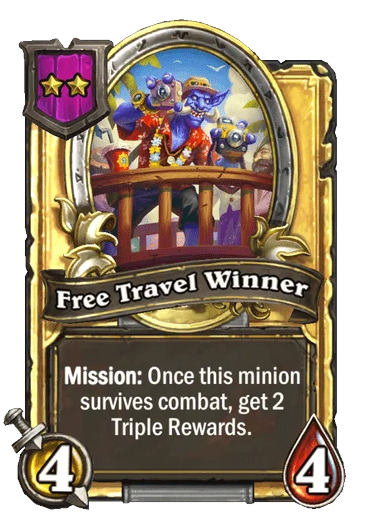 Free Travel Winner
Mission: Once this minion
survives combat, get 2
Triple Rewards.
4
4